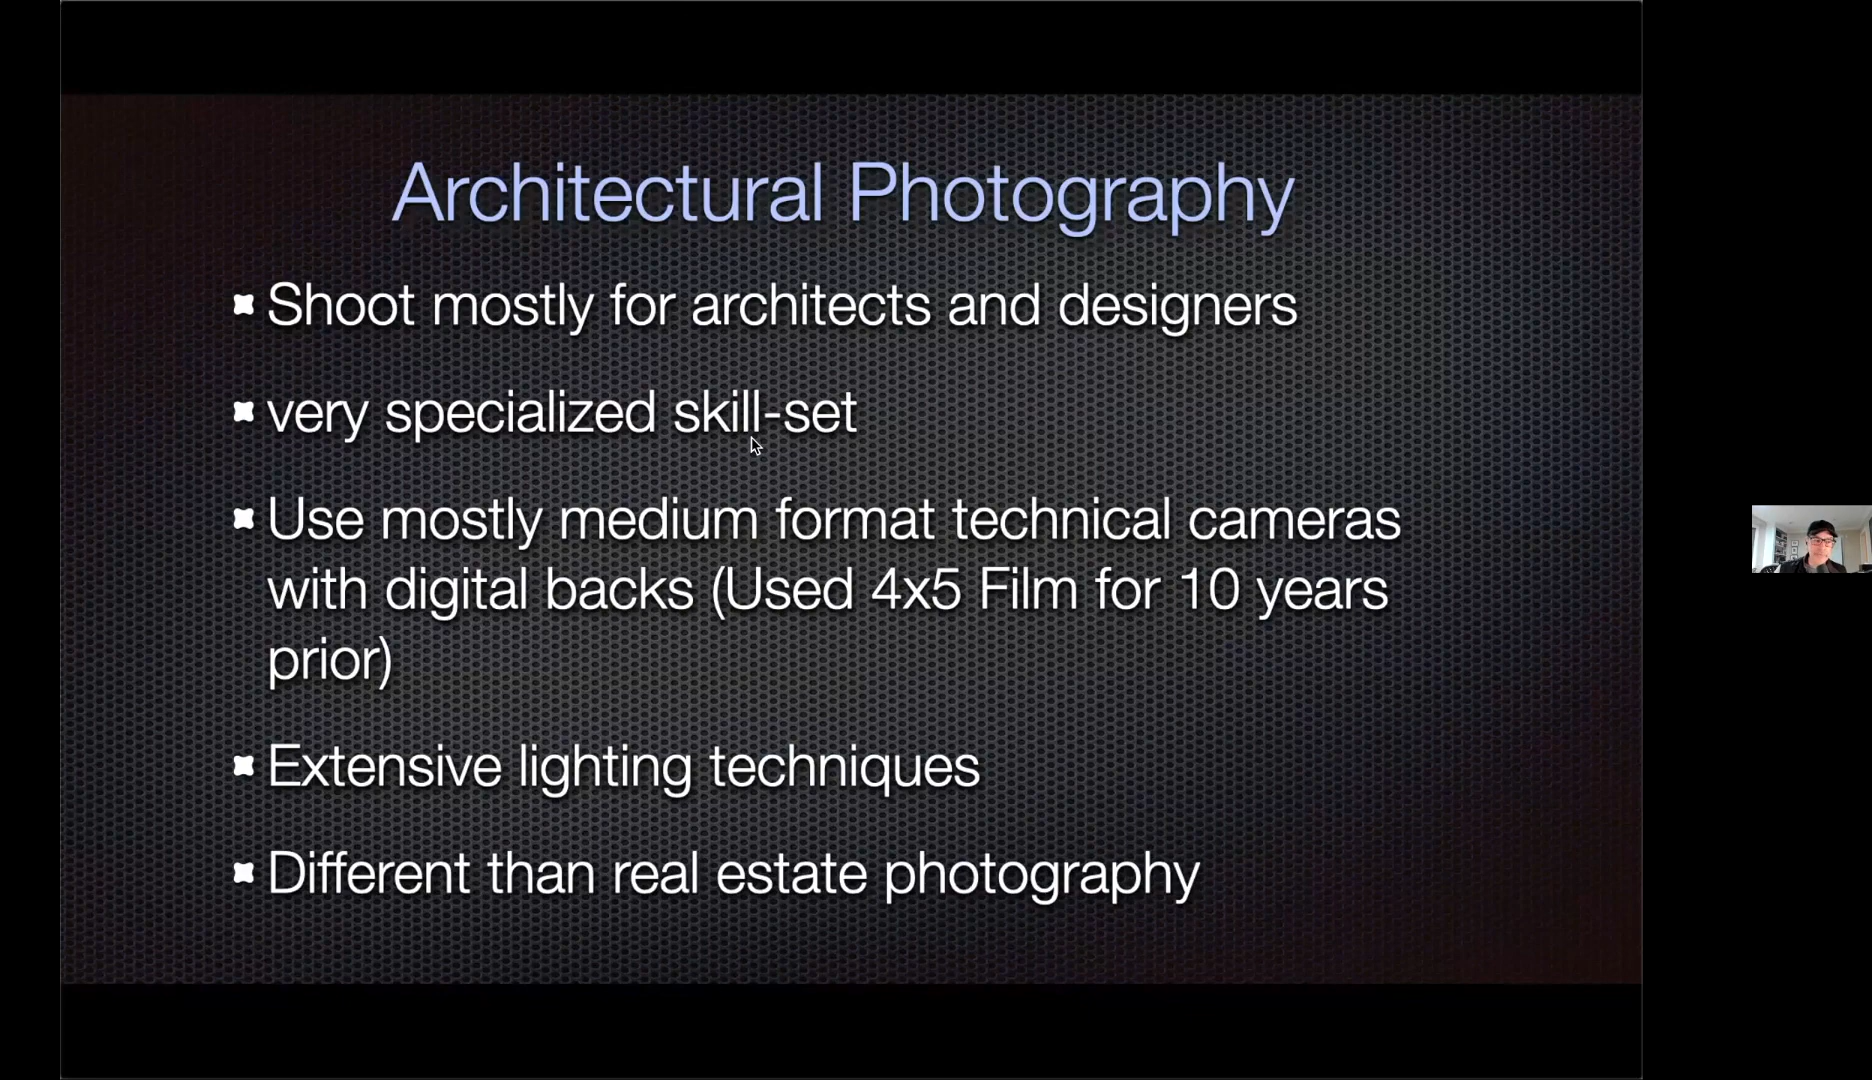 Architectural Photography
Shoot mostly for architects and designers
very specialized skill-set
Use mostly medium format technical cameras
with digital backs (Used 4x5 Film for 10 years
prior)
Extensive lighting techniques
Different than real estate photography